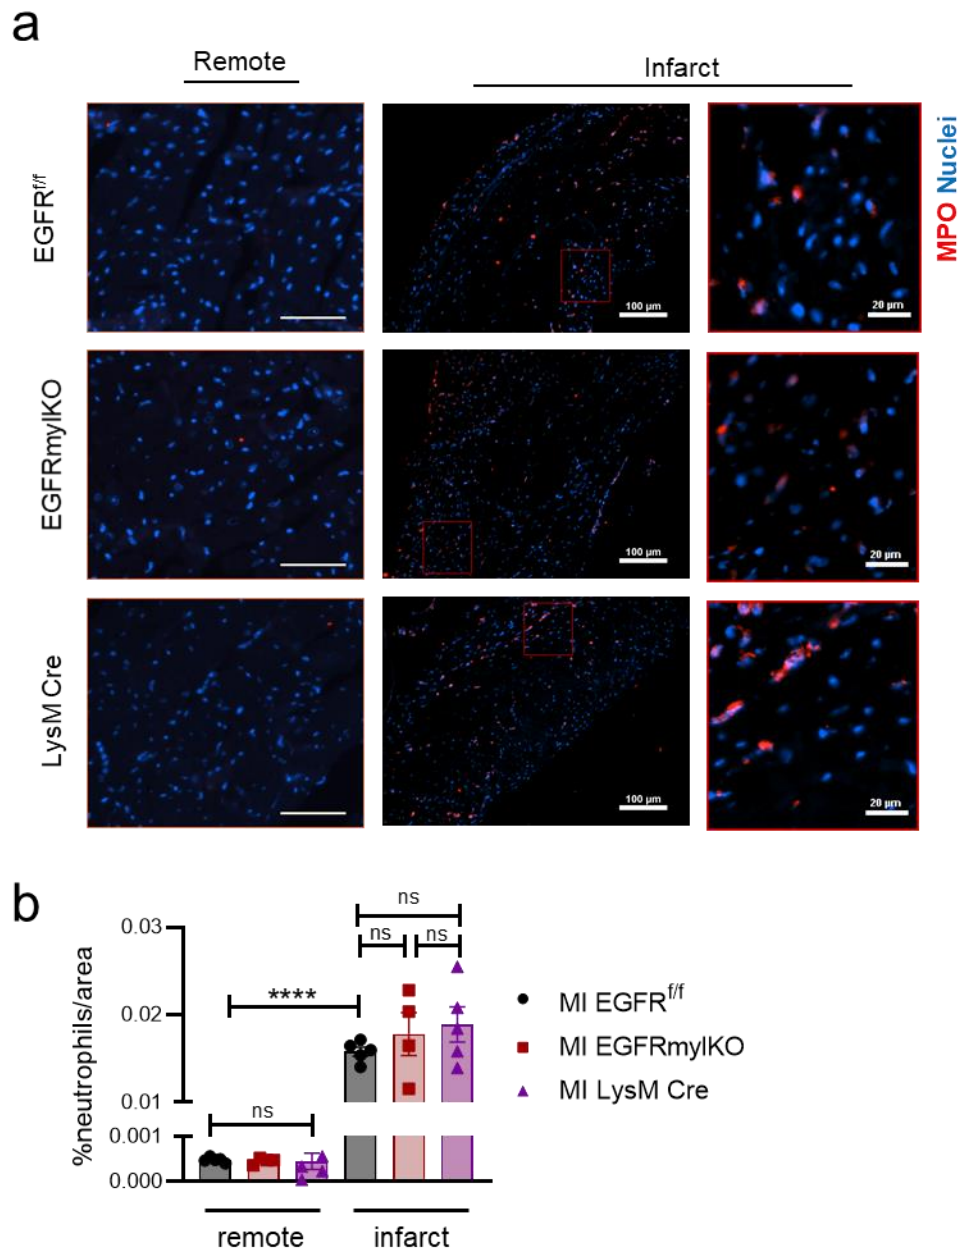 a
Remote
Infarct
EGFRf/f
EGFRmylKO
LysM Cre
MPO Nuclei
100 µm
20 µm
100 µm
20 µm
100 µm
20 µm
b
%neutrophils/area
0.03
0.02
0.01
0.001
0.000
ns
ns
ns
****
ns
remote
infarct
MI EGFRf/f
MI EGFRmylKO
MI LysM Cre